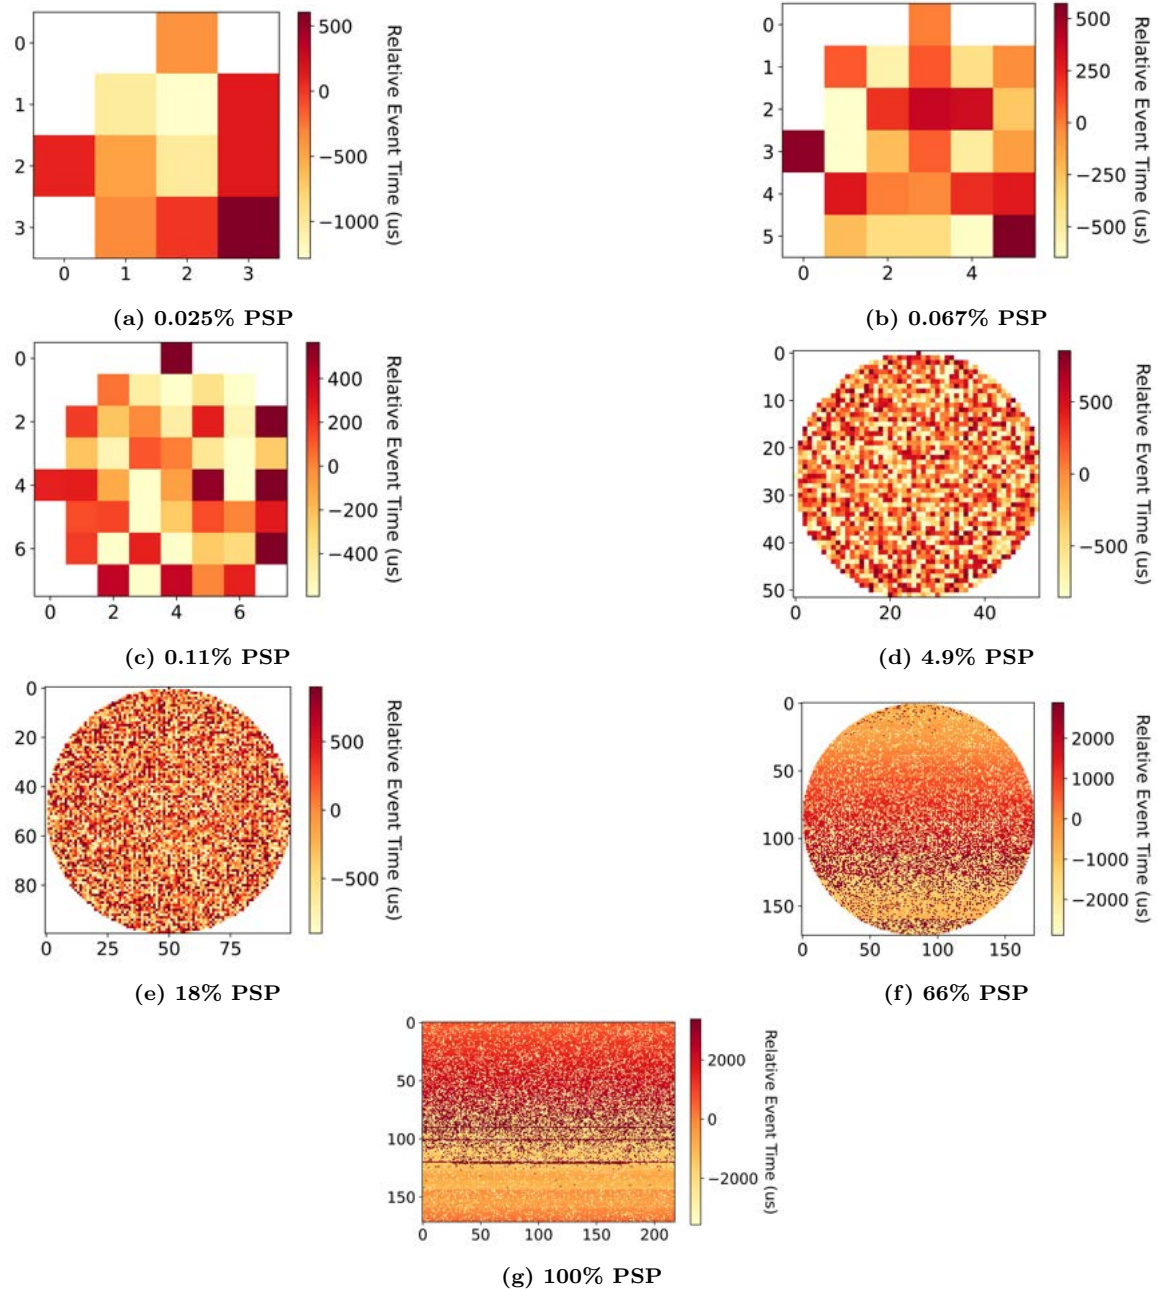 0
1
2
3
0 1 2 3
500
0
−500
−1000
Relative Event Time (us)
(a) 0.025% PSP
0
1
2
3
4
5
0 2 4
500
250
0
−250
−500
Relative Event Time (us)
(b) 0.067% PSP
0
2
4
6
0 2 4 6
400
200
0
−200
−400
Relative Event Time (us)
(c) 0.11% PSP
0
10
20
30
40
50
0 20 40
500
0
−500
Relative Event Time (us)
(d) 4.9% PSP
0
20
40
60
80
0 25 50 75
500
0
−500
Relative Event Time (us)
(e) 18% PSP
0
50
100
150
0 50 100 150
2000
1000
0
−1000
−2000
Relative Event Time (us)
(f) 66% PSP
0
50
100
150
0 50 100 150 200
2000
0
−2000
Relative Event Time (us)
(g) 100% PSP